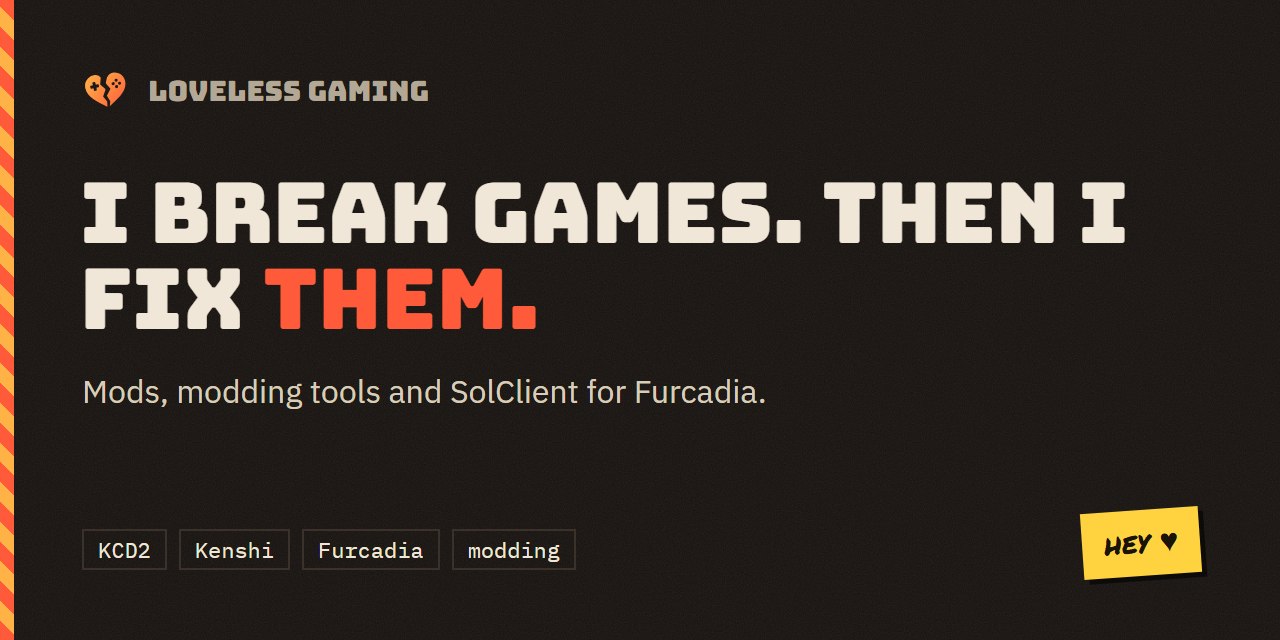 LOVELESS GAMING
I BREAK GAMES. THEN I
FIX THEM.
Mods, modding tools and SolClient for Furcadia.
KCD2 Kenshi Furcadia modding
HEY ♥